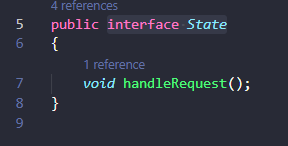 4 references
5 public interface State
6 {
1 reference
7 void handleRequest();
8 }
9